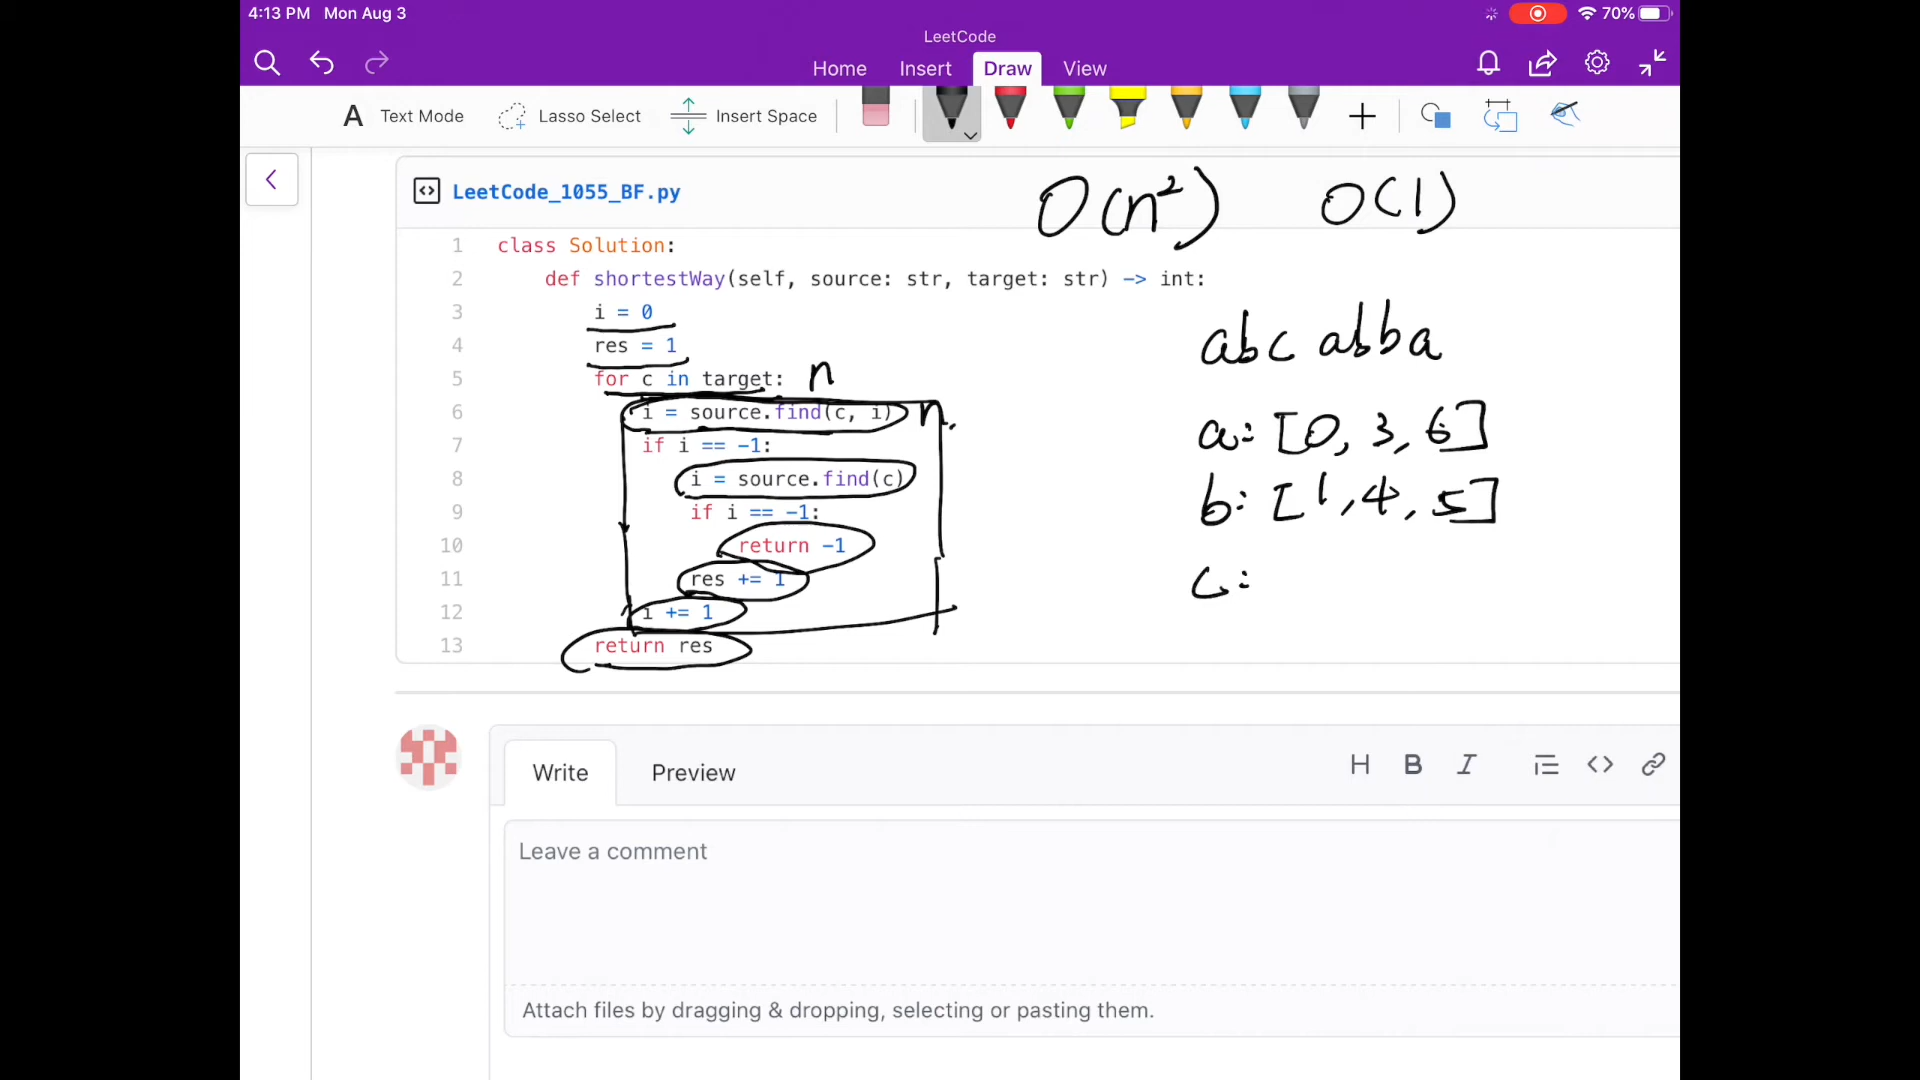 4:13 PM Mon Aug 3
70%
LeetCode
Home Insert Draw View
A Text Mode Lasso Select Insert Space
LeetCode_1055_BF.py
O(n²) O(1)
1 class Solution:
2 def shortestWay(self, source: str, target: str) -> int:
3 i = 0
4 res = 1
5 for c in target: n
6 i = source.find(c, i) n.
7 if i == -1:
8 i = source.find(c)
9 if i == -1:
10 return -1
11 res += 1
12 i += 1
13 return res
abc abba
a: [0, 3, 6]
b: [1, 4, 5]
c:
Write Preview
H B I
Leave a comment
Attach files by dragging & dropping, selecting or pasting them.